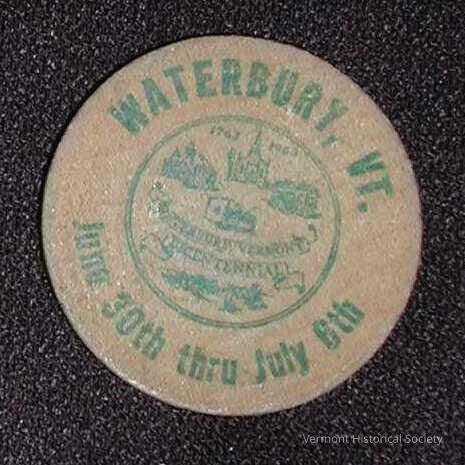 WATERBURY, VT.
1763 1963
WATERBURY, VERMONT
BICENTENNIAL
June 30th thru July 6th
Vermont Historical Society